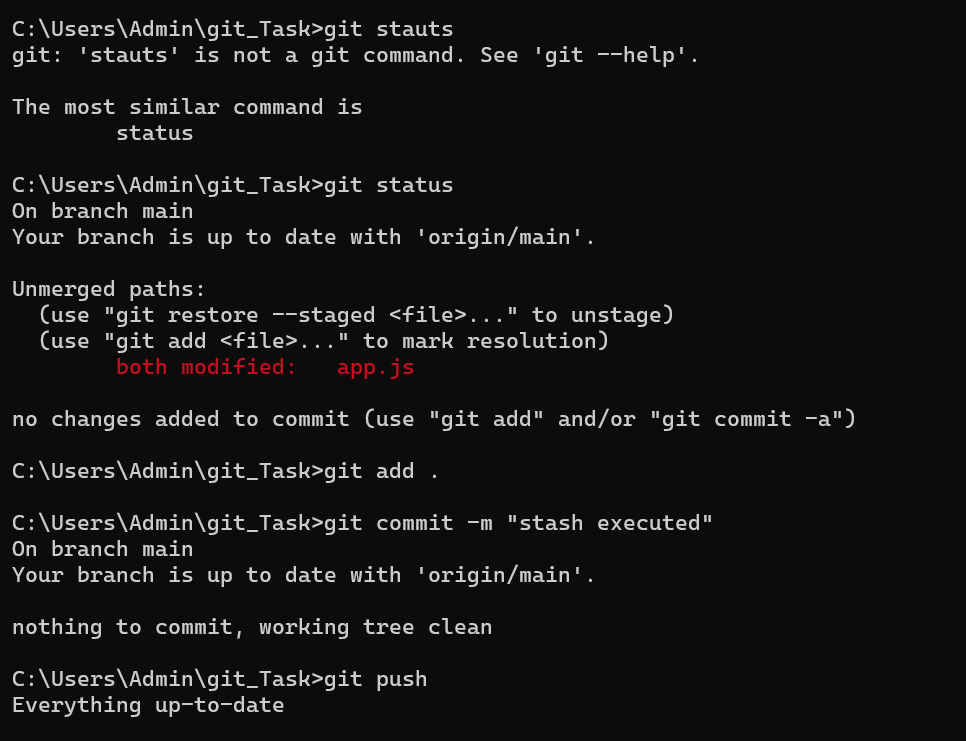 C:\Users\Admin\git_Task>git stauts
git: 'stauts' is not a git command. See 'git --help'.
The most similar command is
status
C:\Users\Admin\git_Task>git status
On branch main
Your branch is up to date with 'origin/main'.
Unmerged paths:
(use "git restore --staged <file>..." to unstage)
(use "git add <file>..." to mark resolution)
both modified:   app.js
no changes added to commit (use "git add" and/or "git commit -a")
C:\Users\Admin\git_Task>git add .
C:\Users\Admin\git_Task>git commit -m "stash executed"
On branch main
Your branch is up to date with 'origin/main'.
nothing to commit, working tree clean
C:\Users\Admin\git_Task>git push
Everything up-to-date